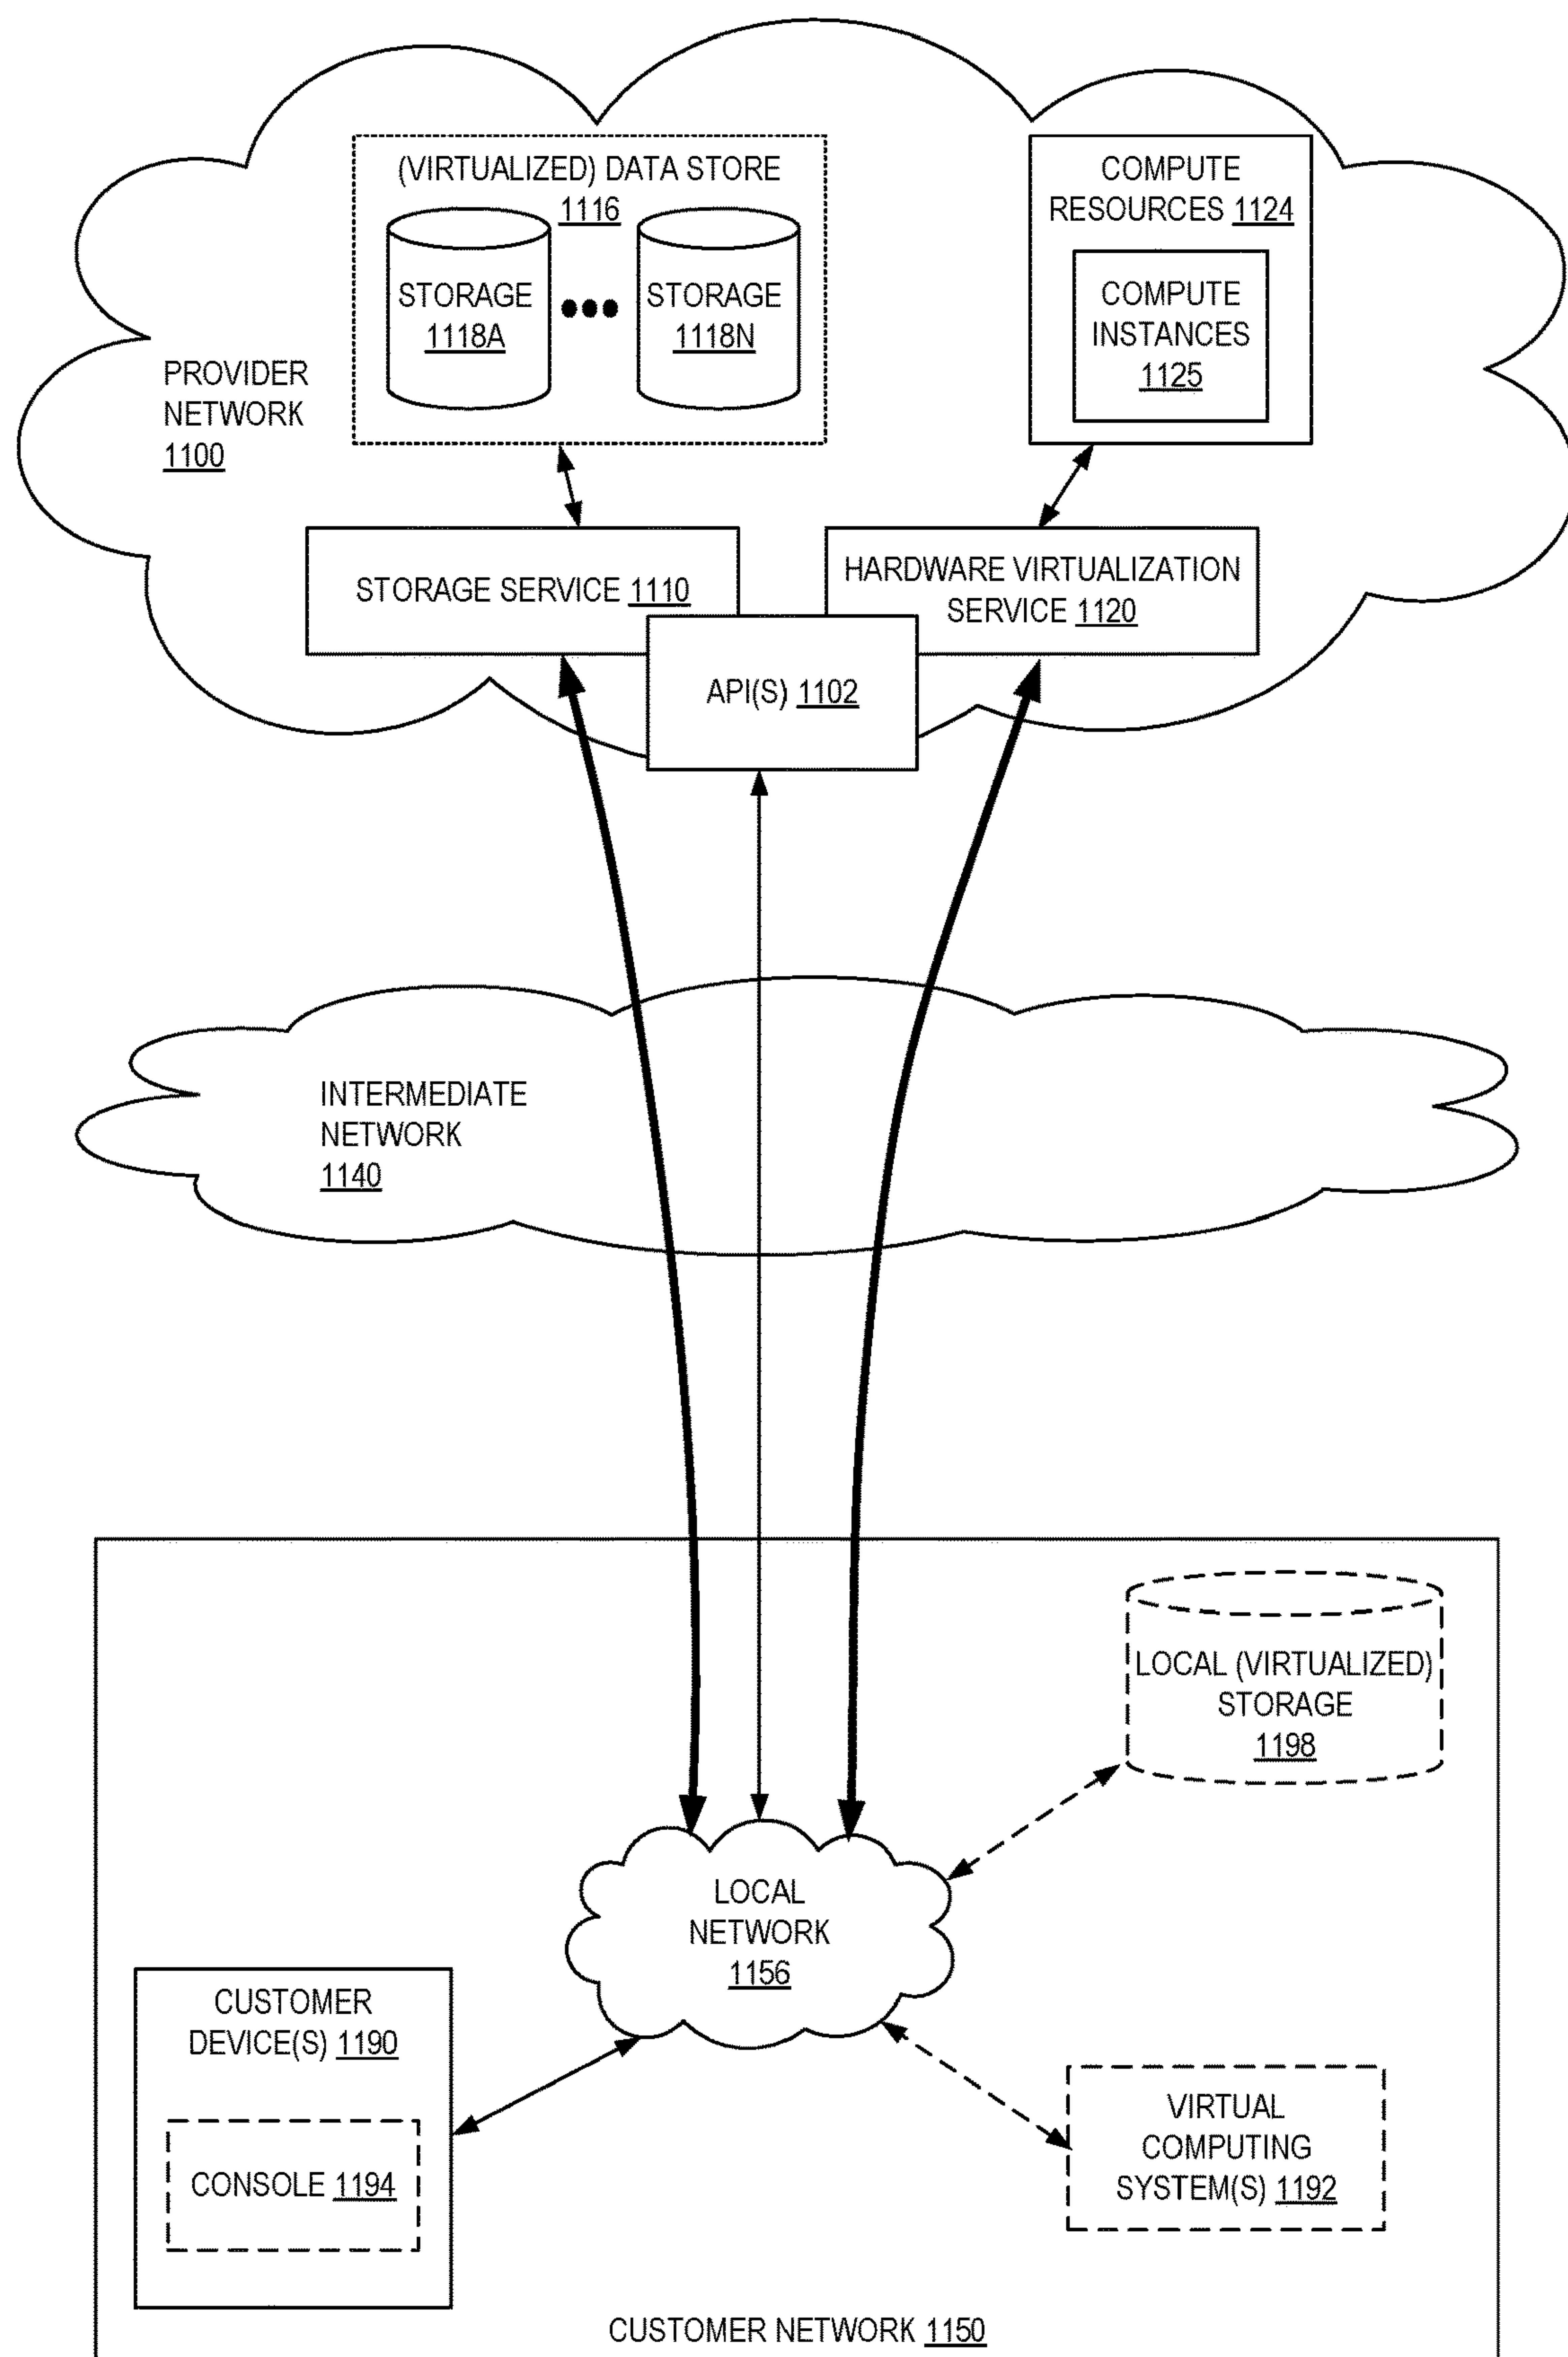 (VIRTUALIZED) DATA STORE
1116
STORAGE
1118A
STORAGE
1118N
COMPUTE
RESOURCES 1124
COMPUTE
INSTANCES
1125
PROVIDER
NETWORK
1100
STORAGE SERVICE 1110
HARDWARE VIRTUALIZATION
SERVICE 1120
API(S) 1102
INTERMEDIATE
NETWORK
1140
LOCAL (VIRTUALIZED)
STORAGE
1198
LOCAL
NETWORK
1156
CUSTOMER
DEVICE(S) 1190
CONSOLE 1194
VIRTUAL
COMPUTING
SYSTEM(S) 1192
CUSTOMER NETWORK 1150